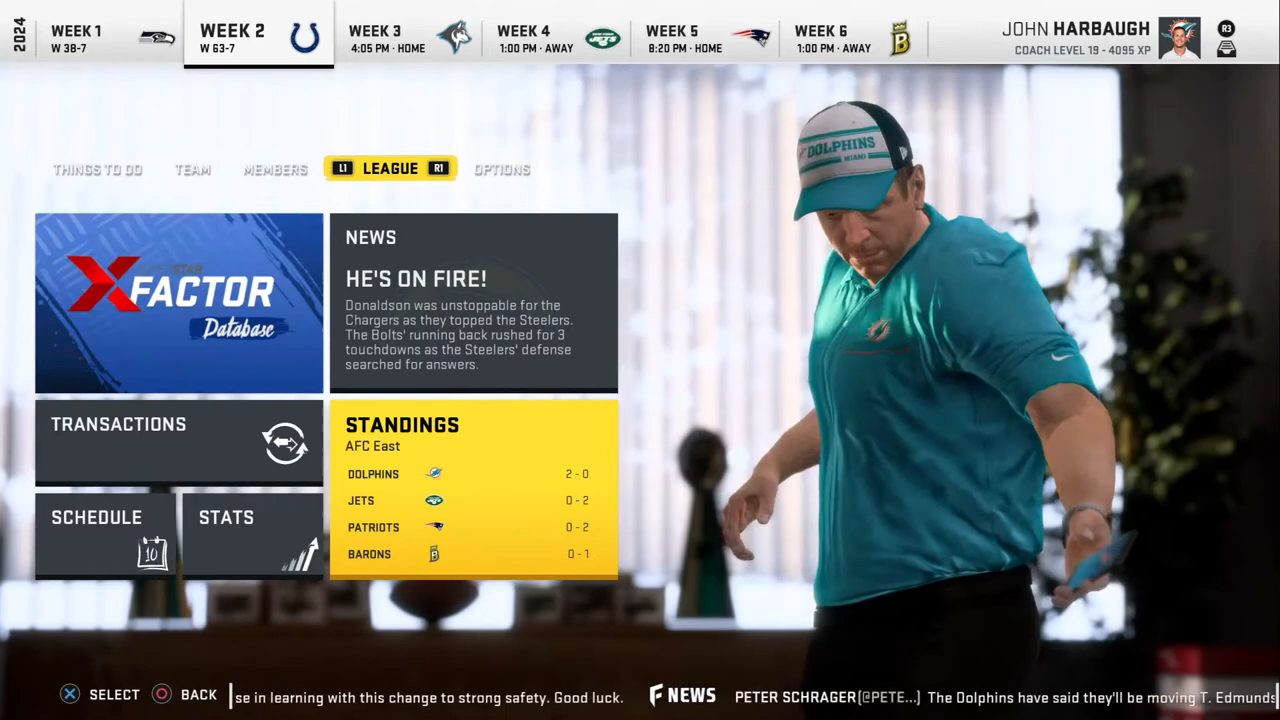 2024
WEEK 1
W 38-7
WEEK 2
W 63-7
WEEK 3
4:05 PM · HOME
WEEK 4
1:00 PM · AWAY
JETS
WEEK 5
8:20 PM · HOME
WEEK 6
1:00 PM · AWAY
B
JOHN HARBAUGH
COACH LEVEL 19 - 4095 XP
R3
DOLPHINS
MIAMI
THINGS TO DO
TEAM
MEMBERS
L1 LEAGUE R1
OPTIONS
STAR
XFACTOR
Database
NEWS
HE'S ON FIRE!
Donaldson was unstoppable for the
Chargers as they topped the Steelers.
The Bolts' running back rushed for 3
touchdowns as the Steelers' defense
searched for answers.
TRANSACTIONS
SCHEDULE
10
STATS
STANDINGS
AFC East
DOLPHINS 2 - 0
JETS 0 - 2
PATRIOTS 0 - 2
BARONS B 0 - 1
SELECT BACK
se in learning with this change to strong safety. Good luck.
F NEWS
PETER SCHRAGER [@PETE...] The Dolphins have said they'll be moving T. Edmunds